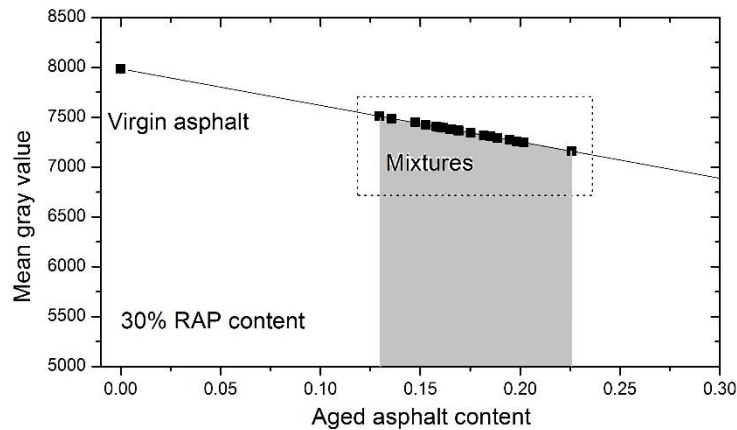 8500
8000
7500
7000
6500
6000
5500
5000
Mean gray value
Virgin asphalt
Mixtures
30% RAP content
0.00 0.05 0.10 0.15 0.20 0.25 0.30
Aged asphalt content